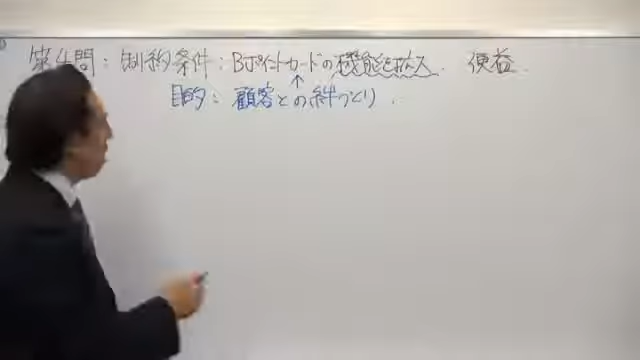 第4問：制約条件：Bポイントカードの機能を拡大．便益
↑
目的：顧客との絆づくり．